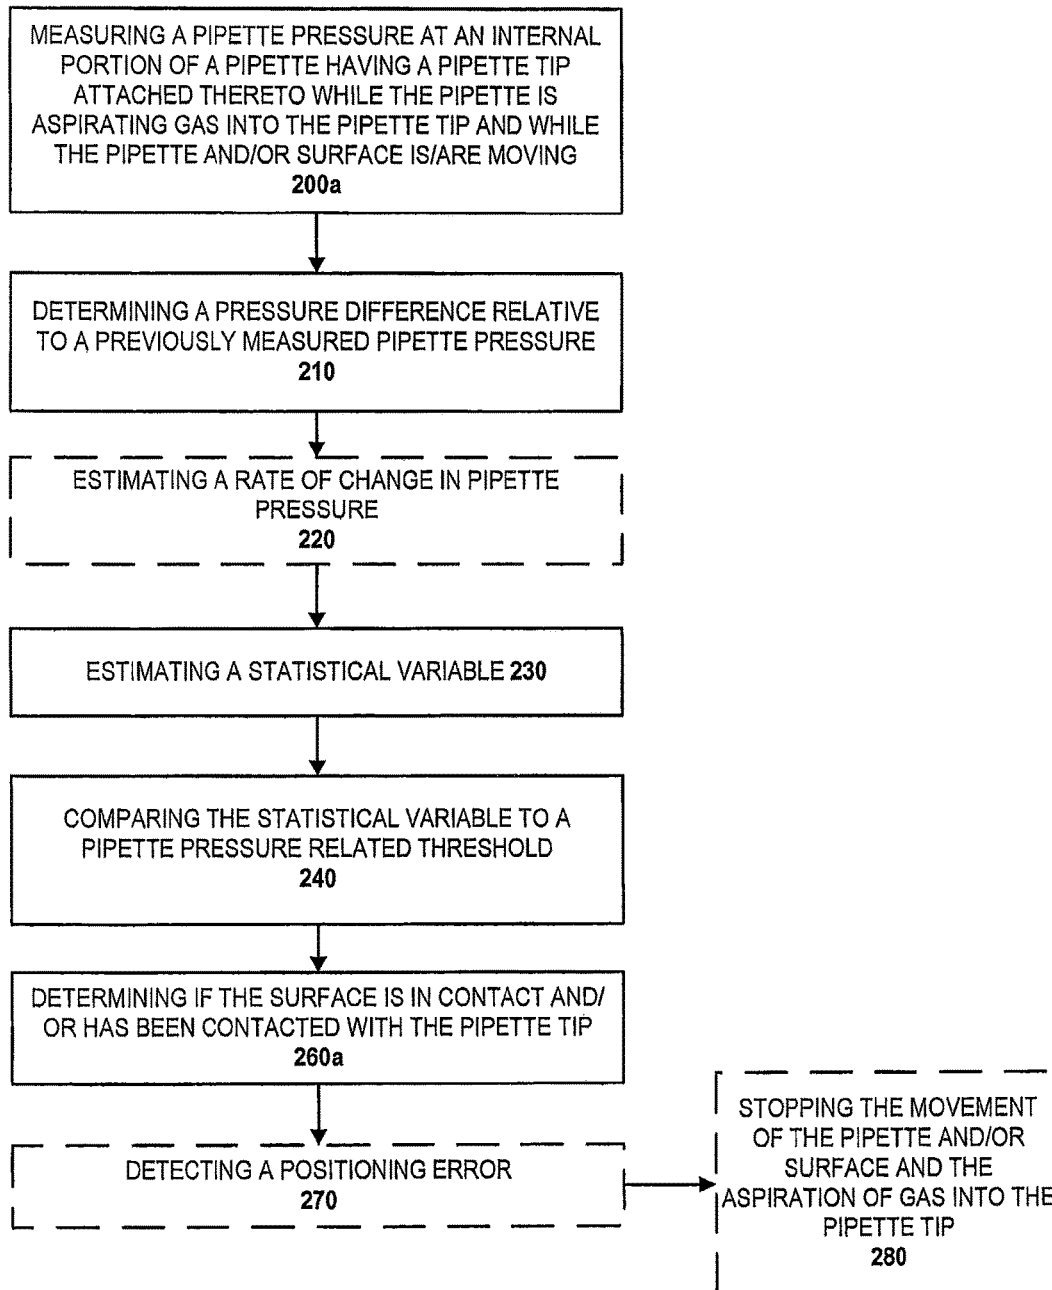 MEASURING A PIPETTE PRESSURE AT AN INTERNAL
PORTION OF A PIPETTE HAVING A PIPETTE TIP
ATTACHED THERETO WHILE THE PIPETTE IS
ASPIRATING GAS INTO THE PIPETTE TIP AND WHILE
THE PIPETTE AND/OR SURFACE IS/ARE MOVING
200a
DETERMINING A PRESSURE DIFFERENCE RELATIVE
TO A PREVIOUSLY MEASURED PIPETTE PRESSURE
210
ESTIMATING A RATE OF CHANGE IN PIPETTE
PRESSURE
220
ESTIMATING A STATISTICAL VARIABLE 230
COMPARING THE STATISTICAL VARIABLE TO A
PIPETTE PRESSURE RELATED THRESHOLD
240
DETERMINING IF THE SURFACE IS IN CONTACT AND/
OR HAS BEEN CONTACTED WITH THE PIPETTE TIP
260a
DETECTING A POSITIONING ERROR
270
STOPPING THE MOVEMENT
OF THE PIPETTE AND/OR
SURFACE AND THE
ASPIRATION OF GAS INTO THE
PIPETTE TIP
280